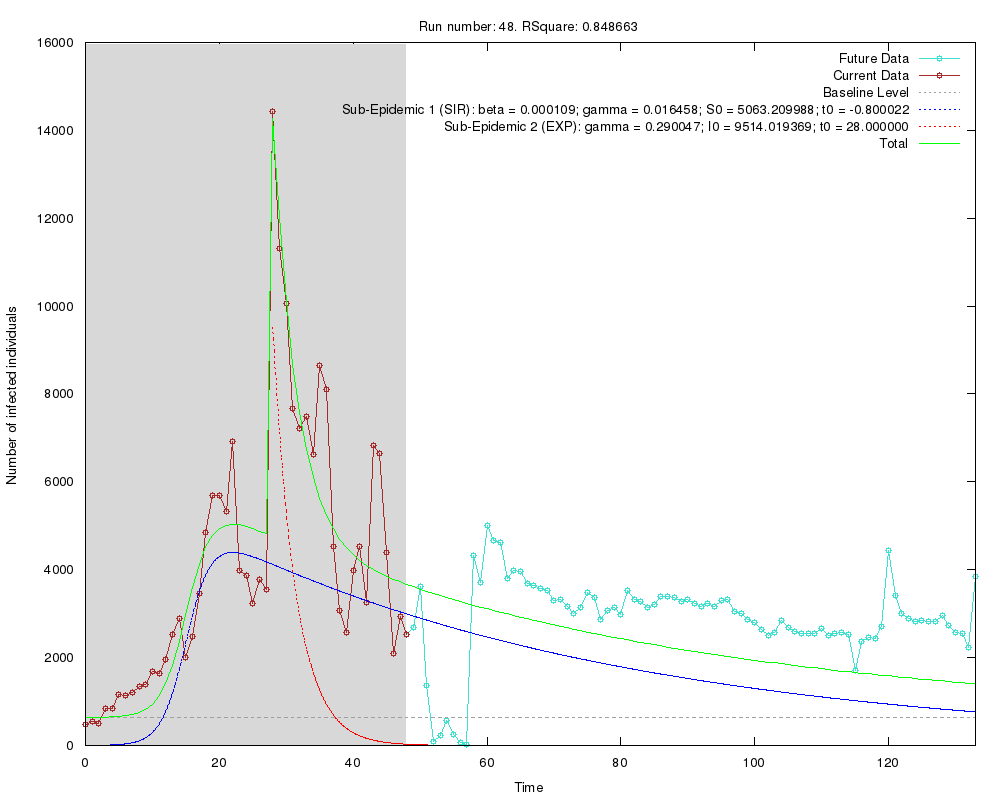 Run number: 48. RSquare: 0.848663
16000
14000
12000
10000
8000
6000
4000
2000
0
Number of infected individuals
Future Data
Current Data
Baseline Level
Sub-Epidemic 1 (SIR): beta = 0.000109; gamma = 0.016458; S0 = 5063.209988; t0 = -0.800022
Sub-Epidemic 2 (EXP): gamma = 0.290047; I0 = 9514.019369; t0 = 28.000000
Total
0 20 40 60 80 100 120
Time